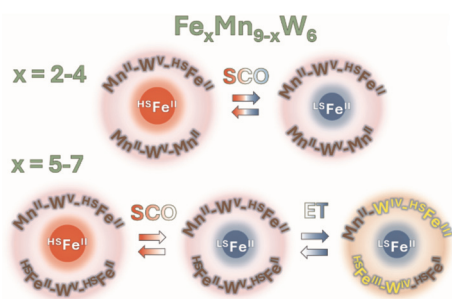 FeₓMn₉₋ₓW₆
x = 2-4
Mnᴵᴵ-Wⱽ-ᴴˢFeᴵᴵ
ᴴˢFeᴵᴵ
Mnᴵᴵ-Wⱽ-Mnᴵᴵ
SCO
Mnᴵᴵ-Wⱽ-ᴴˢFeᴵᴵ
ᴸˢFeᴵᴵ
Mnᴵᴵ-Wⱽ-Mnᴵᴵ
x = 5-7
Mnᴵᴵ-Wⱽ-ᴴˢFeᴵᴵ
ᴴˢFeᴵᴵ
ᴴˢFeᴵᴵ-Wⱽ-ᴴˢFeᴵᴵ
SCO
Mnᴵᴵ-Wⱽ-ᴴˢFeᴵᴵ
ᴸˢFeᴵᴵ
ᴴˢFeᴵᴵ-Wⱽ-ᴴˢFeᴵᴵ
ET
Mnᴵᴵ-Wᴵⱽ-ᴴˢFeᴵᴵᴵ
ᴸˢFeᴵᴵ
ᴴˢFeᴵᴵᴵ-Wᴵⱽ-ᴴˢFeᴵᴵ